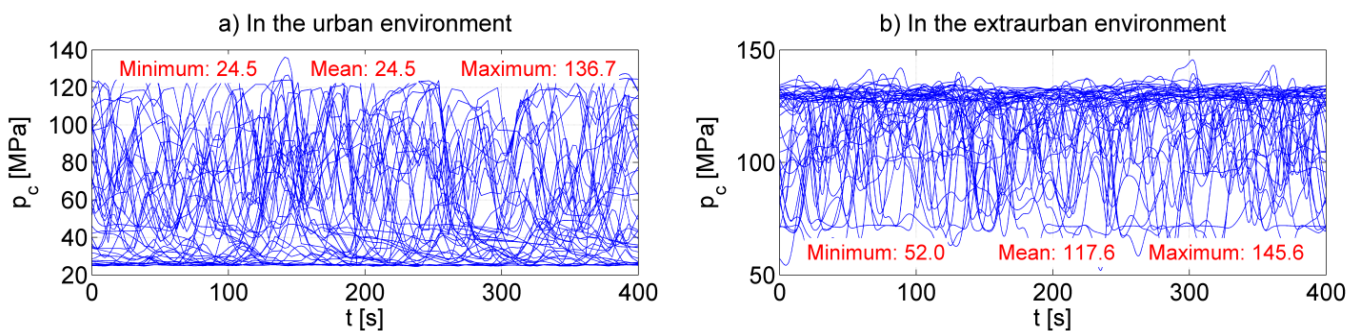 a) In the urban environment
140
120
100
80
60
40
20
p_c [MPa]
Minimum: 24.5 Mean: 24.5 Maximum: 136.7
0 100 200 300 400
t [s]
b) In the extraurban environment
150
100
50
p_c [MPa]
Minimum: 52.0 Mean: 117.6 Maximum: 145.6
0 100 200 300 400
t [s]